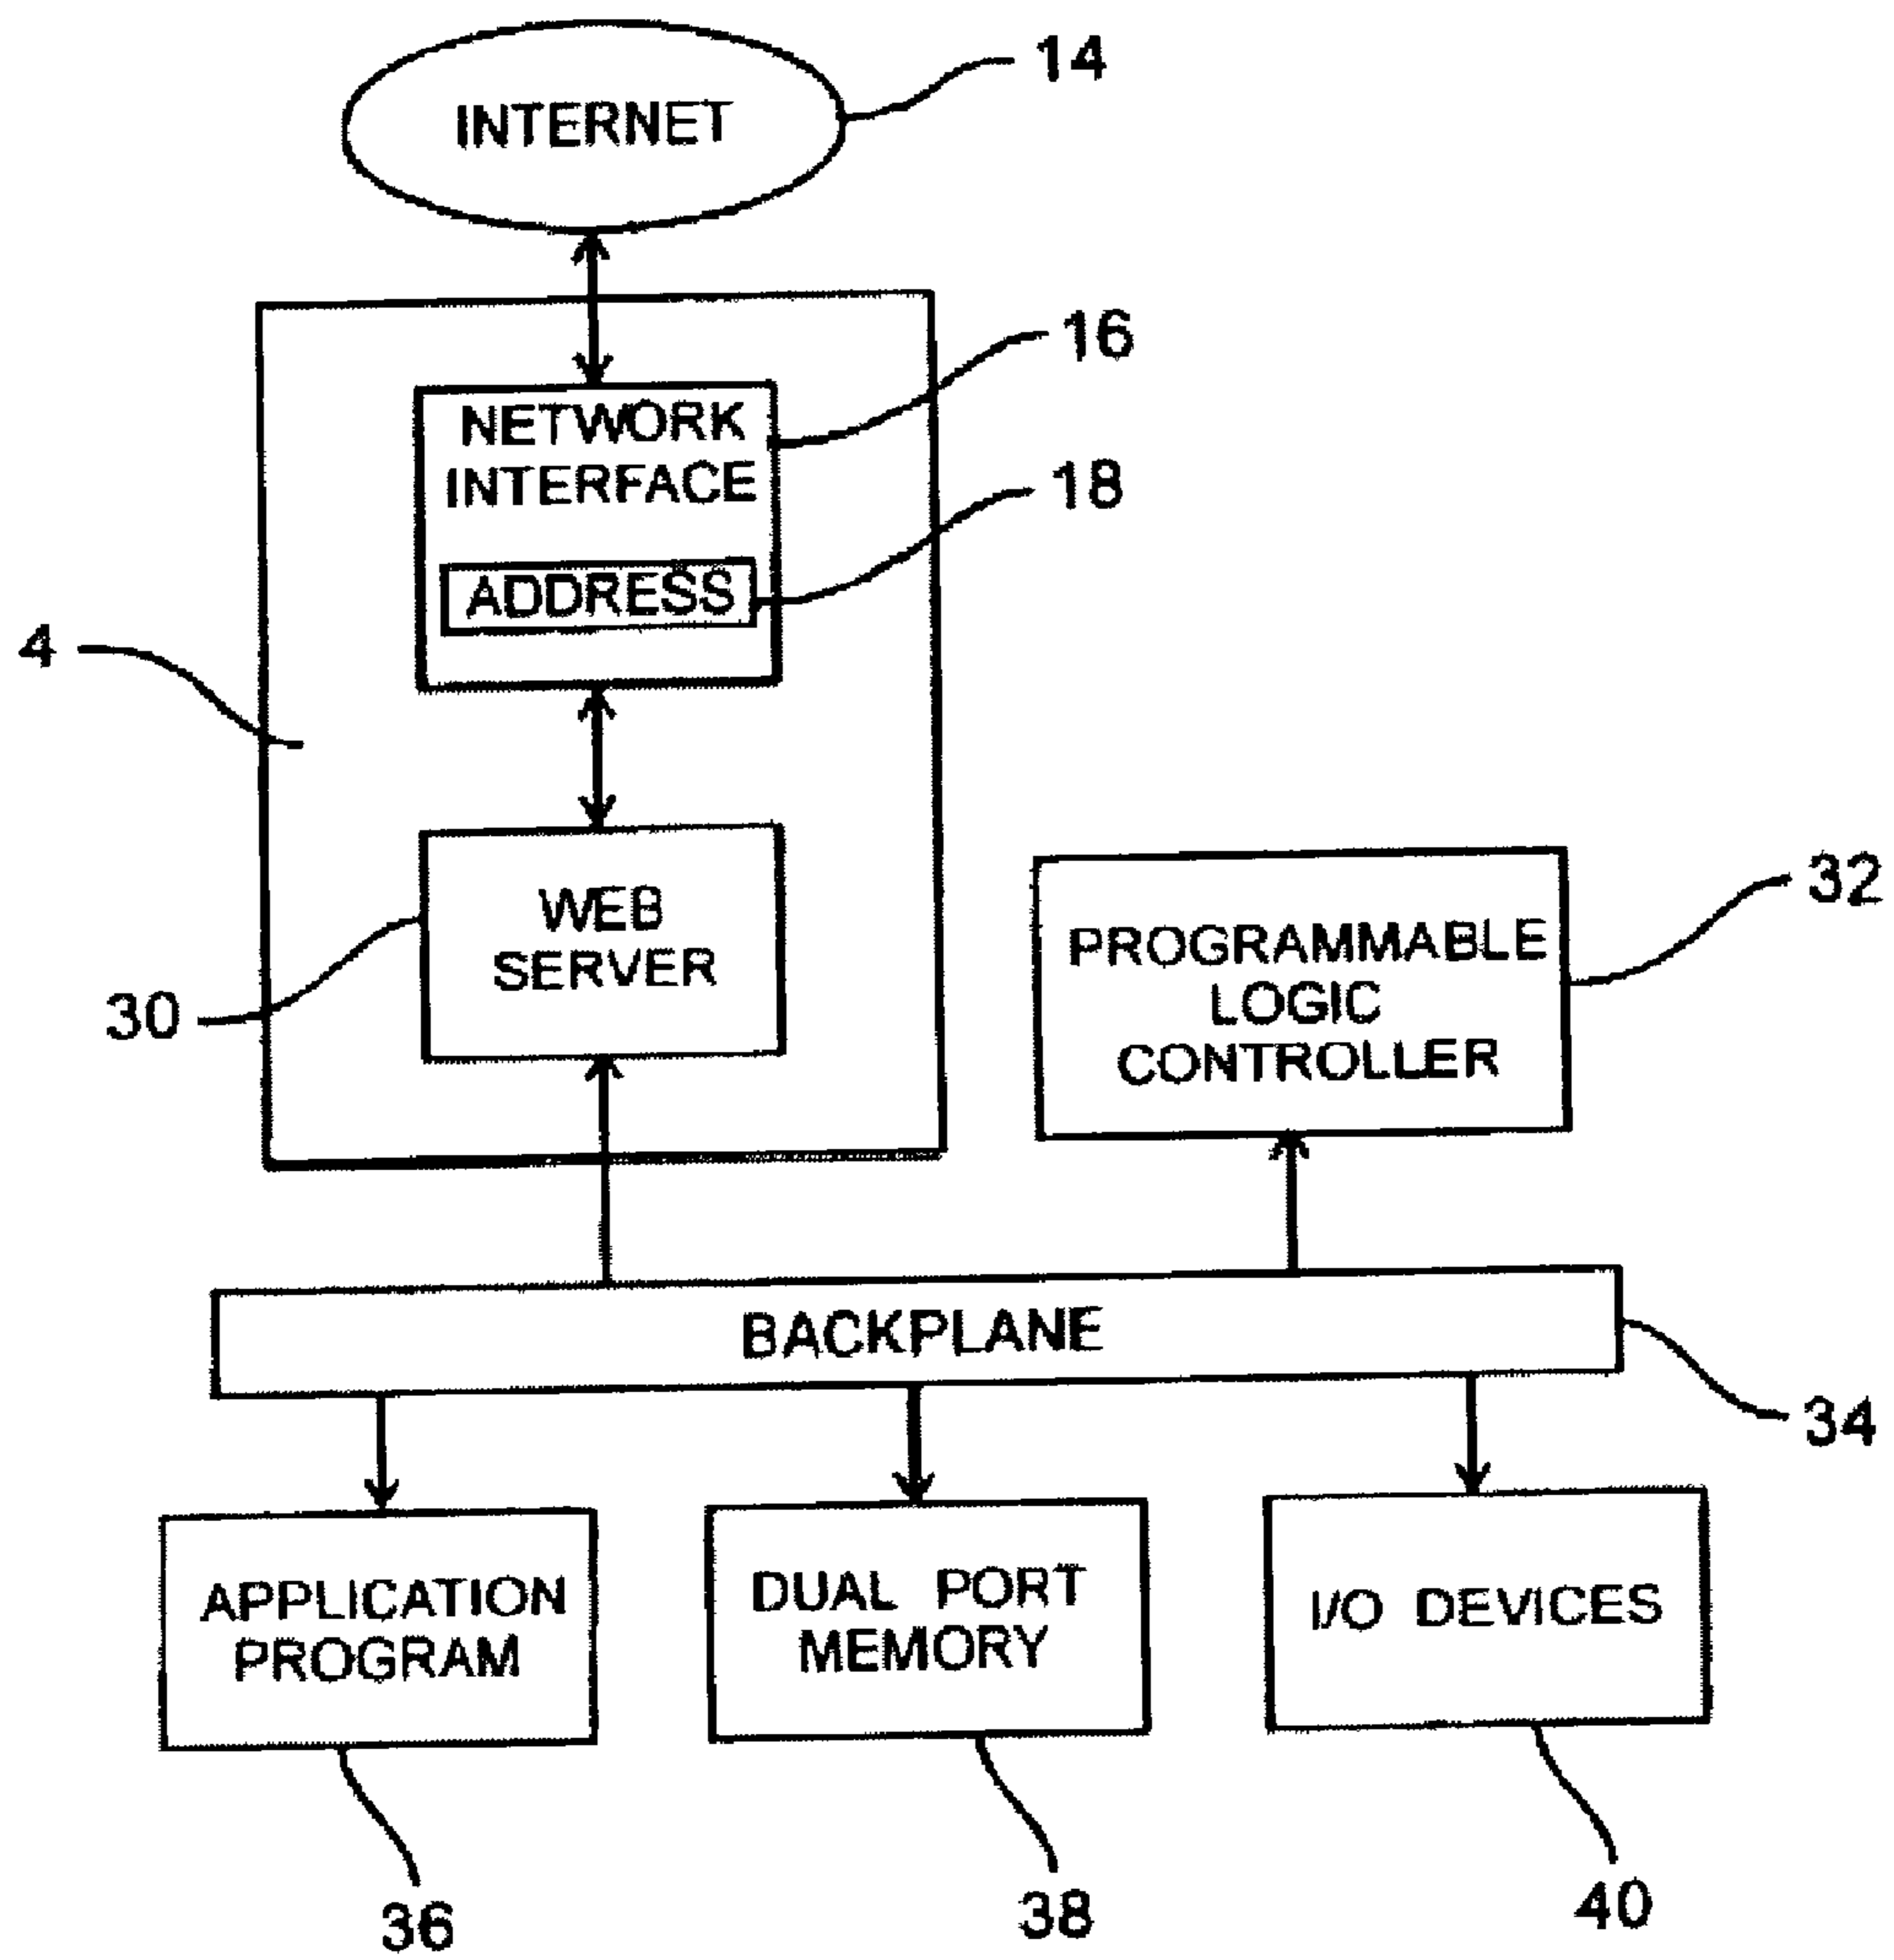 INTERNET
14
16
NETWORK
INTERFACE
18
ADDRESS
4
WEB
SERVER
30
32
PROGRAMMABLE
LOGIC
CONTROLLER
BACKPLANE
34
APPLICATION
PROGRAM
DUAL PORT
MEMORY
I/O DEVICES
36
38
40